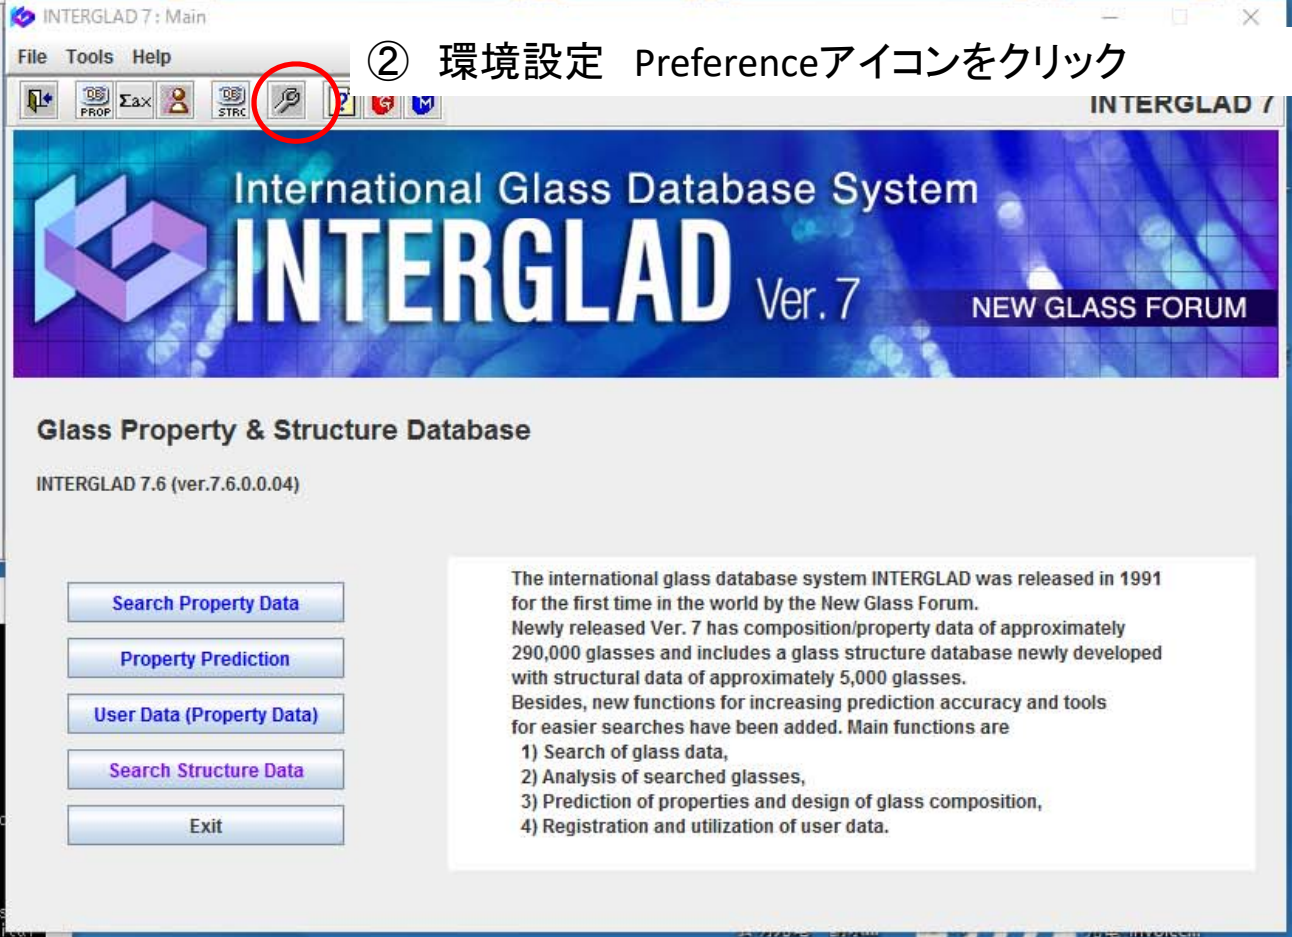 INTERGLAD 7 : Main
② 環境設定 Preferenceアイコンをクリック
File Tools Help
DB PROP Σax DB STRC ? G M
INTERGLAD 7
International Glass Database System
INTERGLAD Ver. 7
NEW GLASS FORUM
Glass Property & Structure Database
INTERGLAD 7.6 (ver.7.6.0.0.04)
Search Property Data
Property Prediction
User Data (Property Data)
Search Structure Data
Exit
The international glass database system INTERGLAD was released in 1991
for the first time in the world by the New Glass Forum.
Newly released Ver. 7 has composition/property data of approximately
290,000 glasses and includes a glass structure database newly developed
with structural data of approximately 5,000 glasses.
Besides, new functions for increasing prediction accuracy and tools
for easier searches have been added. Main functions are
1) Search of glass data,
2) Analysis of searched glasses,
3) Prediction of properties and design of glass composition,
4) Registration and utilization of user data.